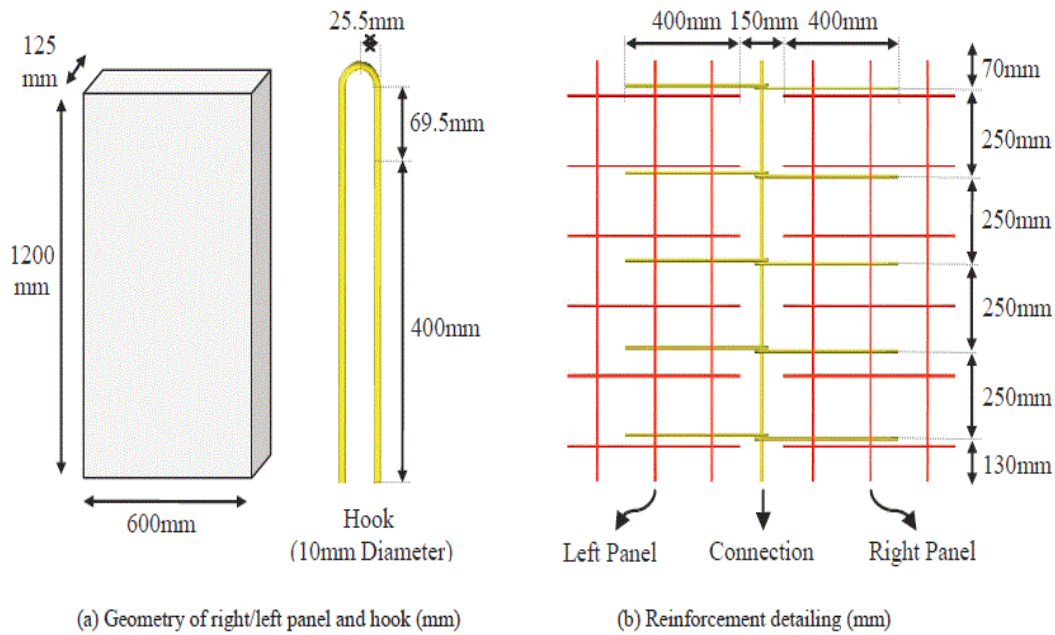 125
mm
1200
mm
600mm
25.5mm
69.5mm
400mm
Hook
(10mm Diameter)
(a) Geometry of right/left panel and hook (mm)
400mm 150mm 400mm
70mm
250mm
250mm
250mm
250mm
130mm
Left Panel Connection Right Panel
(b) Reinforcement detailing (mm)